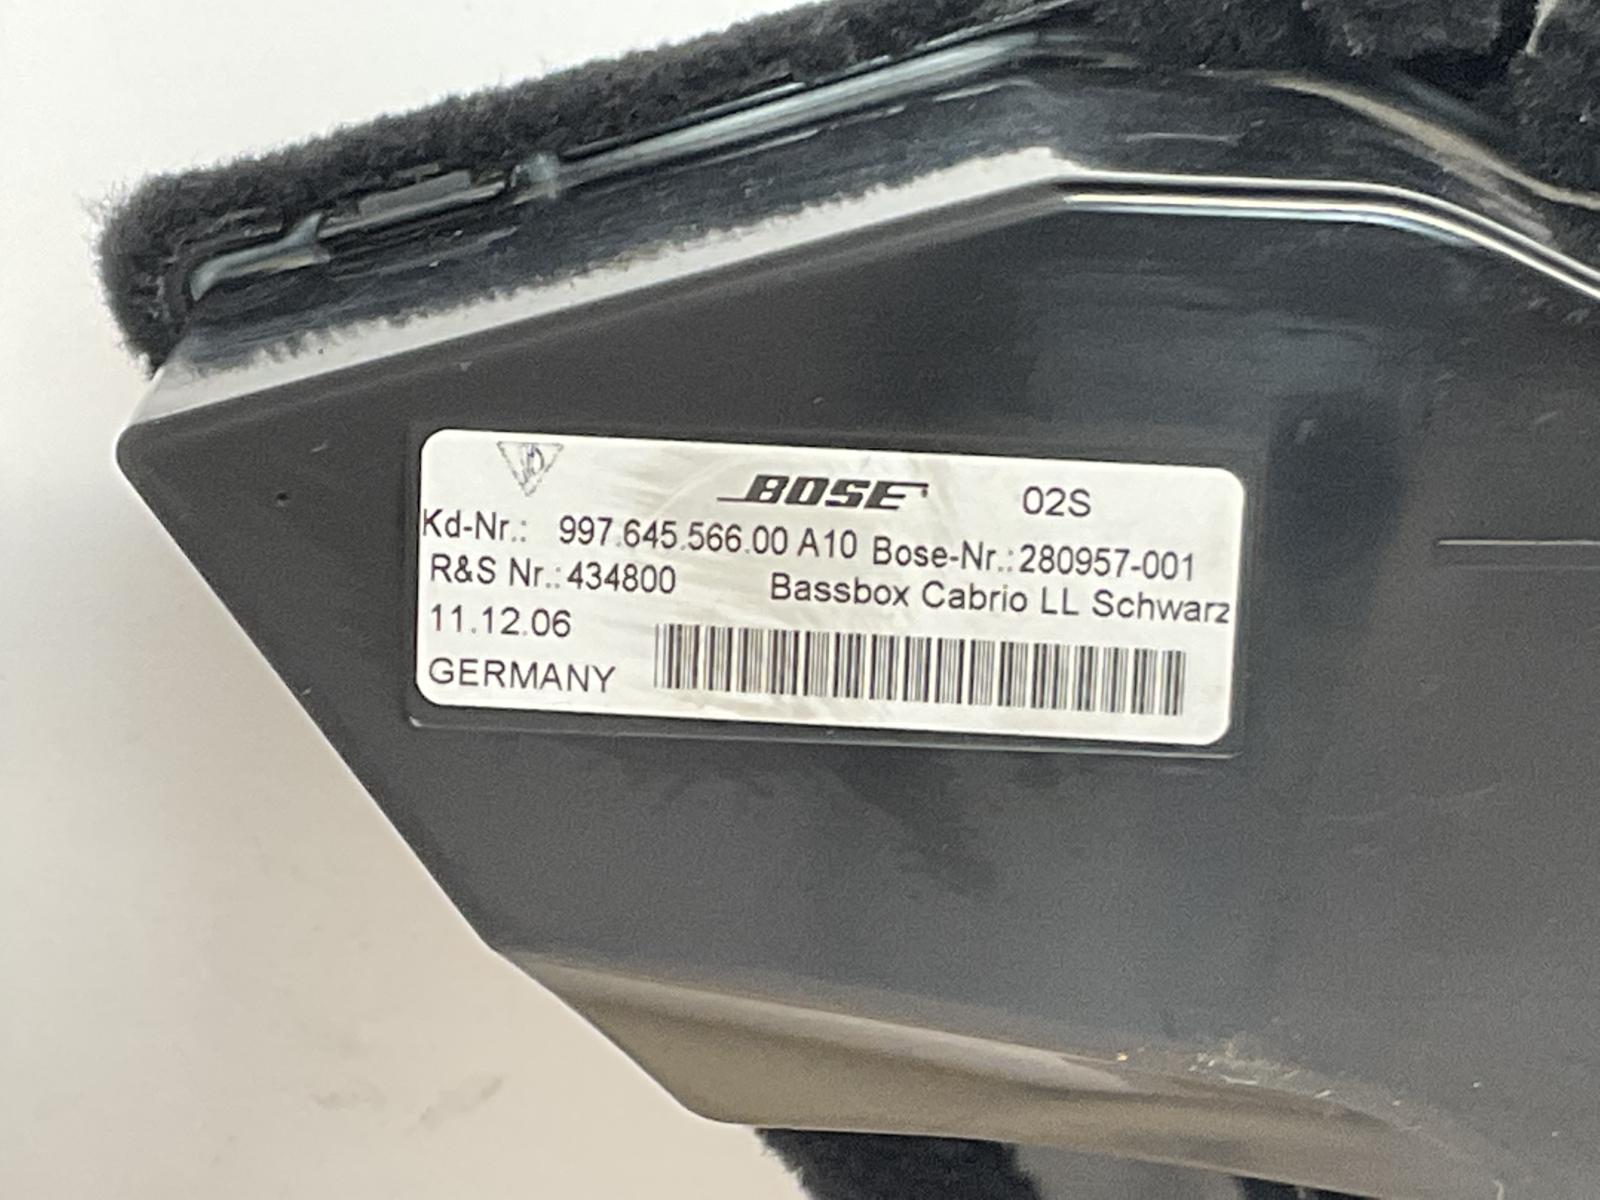 BOSE 02S
Kd-Nr.: 997.645.566.00 A10 Bose-Nr.:280957-001
R&S Nr.:434800 Bassbox Cabrio LL Schwarz
11.12.06
GERMANY